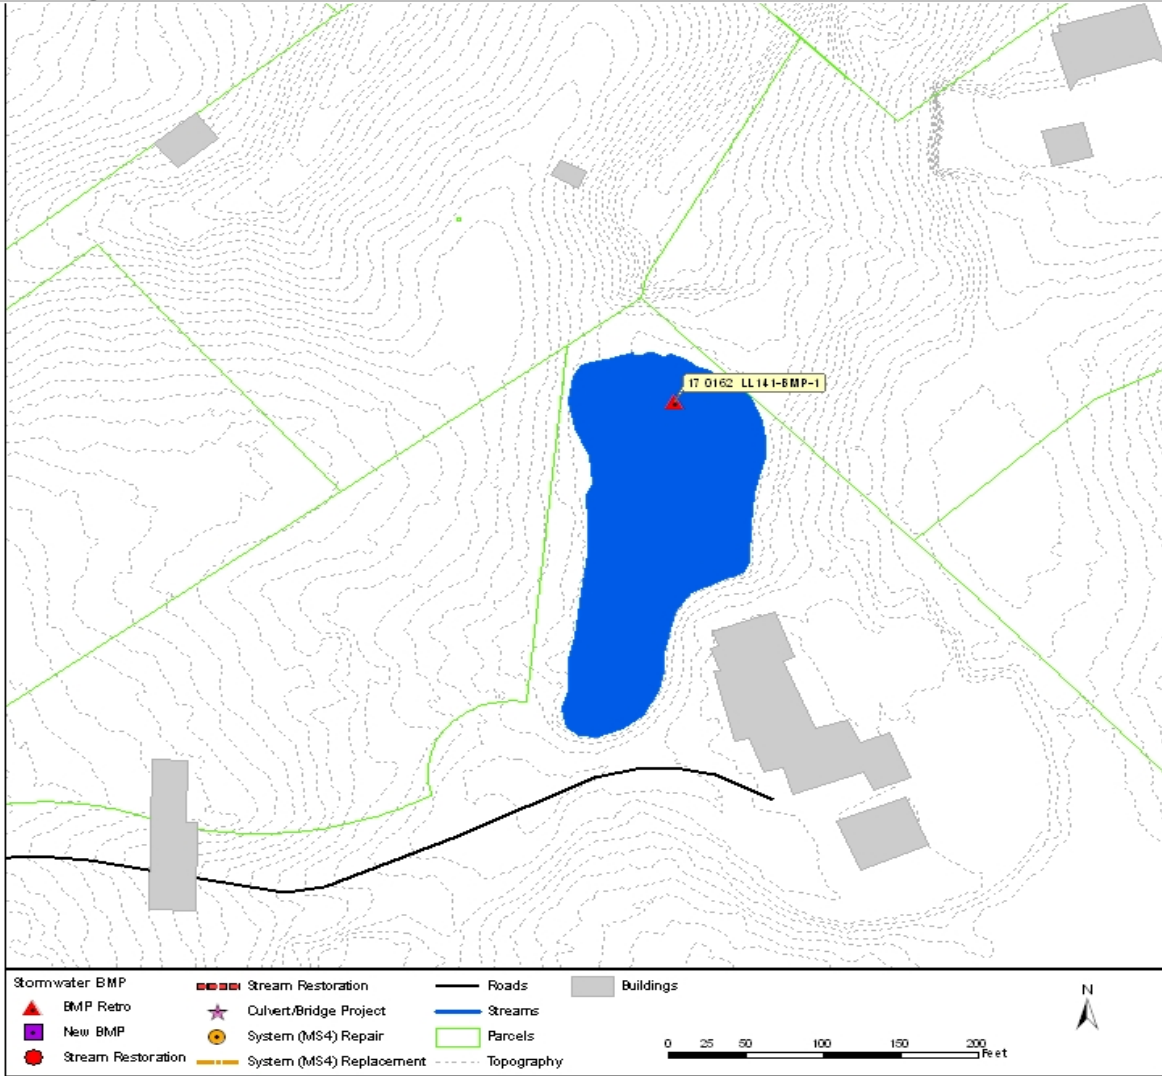 17 0162 LL141-BMP-1
Stormwater BMP
BMP Retro
New BMP
Stream Restoration
Stream Restoration
Culvert/Bridge Project
System (MS4) Repair
System (MS4) Replacement
Roads
Streams
Parcels
Topography
Buildings
N
0 25 50 100 150 200
Feet